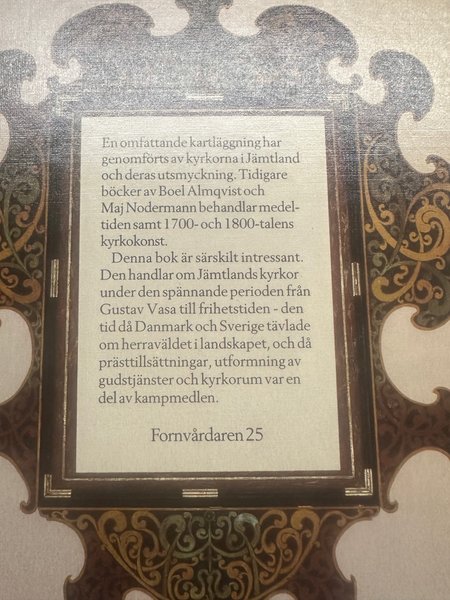 En omfattande kartläggning har
genomförts av kyrkorna i Jämtland
och deras utsmyckning. Tidigare
böcker av Boel Almqvist och
Maj Nodermann behandlar medel-
tiden samt 1700- och 1800-talens
kyrkokonst.
Denna bok är särskilt intressant.
Den handlar om Jämtlands kyrkor
under den spännande perioden från
Gustav Vasa till frihetstiden - den
tid då Danmark och Sverige tävlade
om herraväldet i landskapet, och då
prästtillsättningar, utformning av
gudstjänster och kyrkorum var en
del av kampmedlen.
Fornvårdaren 25